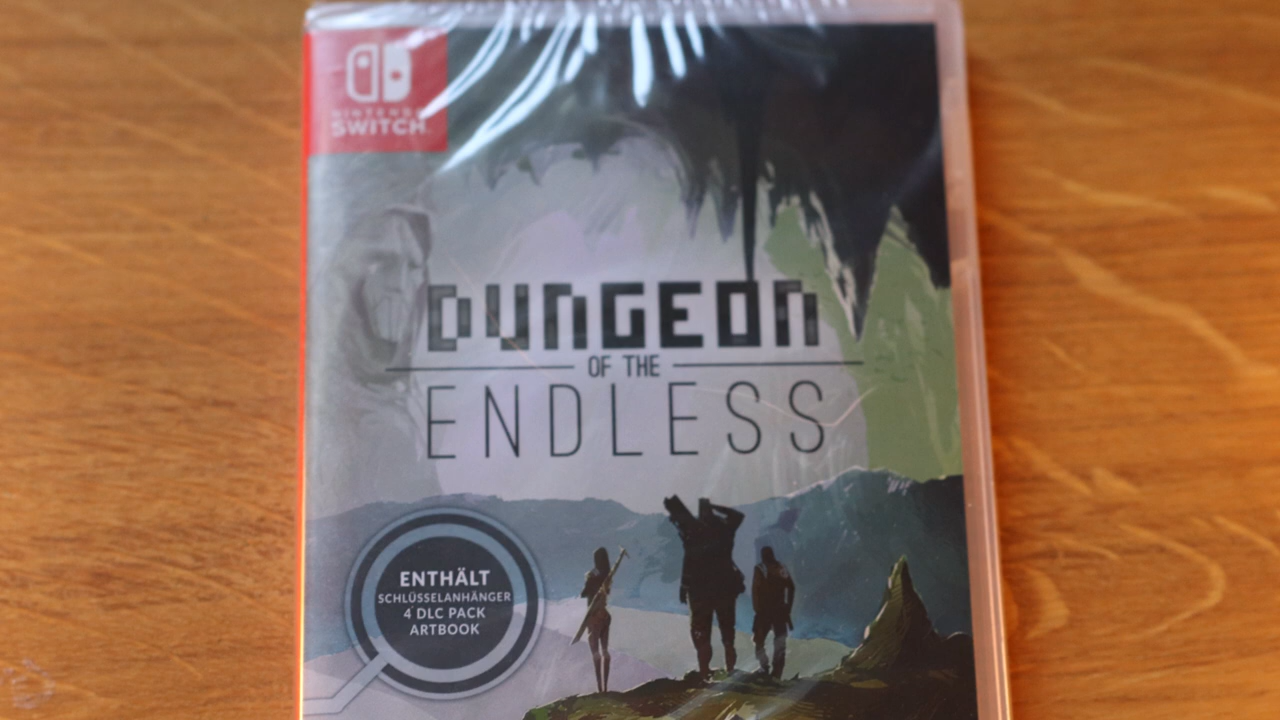 NINTENDO
SWITCH
DUNGEON
OF THE
ENDLESS
ENTHÄLT
SCHLÜSSELANHÄNGER
4 DLC PACK
ARTBOOK